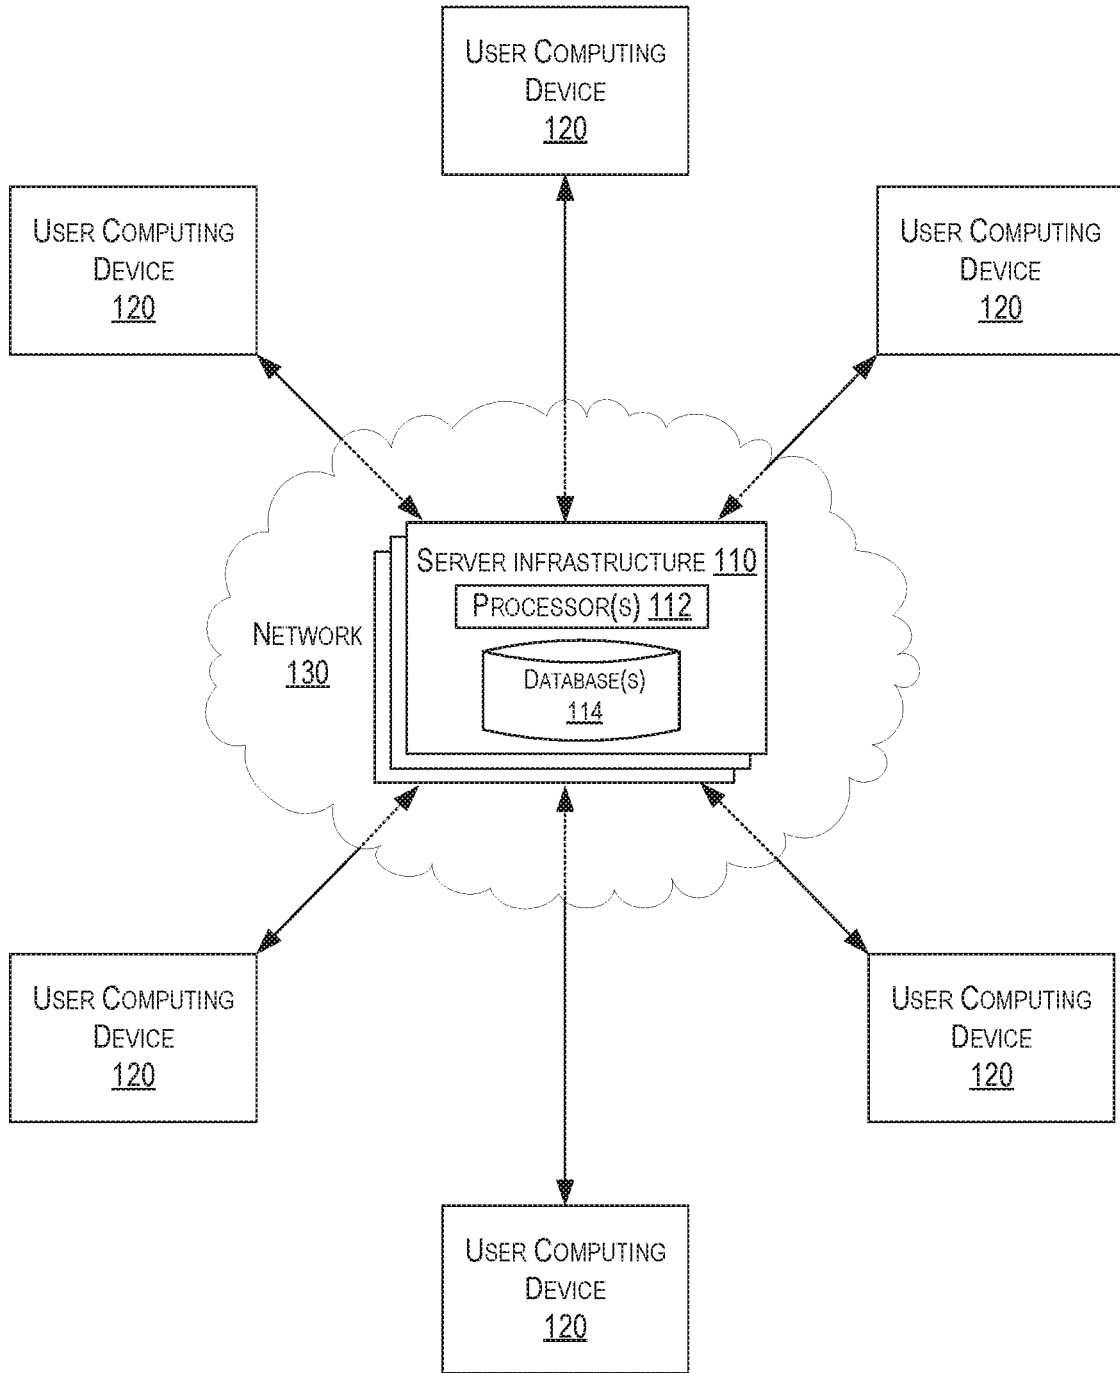 USER COMPUTING
DEVICE
120
USER COMPUTING
DEVICE
120
USER COMPUTING
DEVICE
120
SERVER INFRASTRUCTURE 110
PROCESSOR(S) 112
DATABASE(S)
114
NETWORK
130
USER COMPUTING
DEVICE
120
USER COMPUTING
DEVICE
120
USER COMPUTING
DEVICE
120